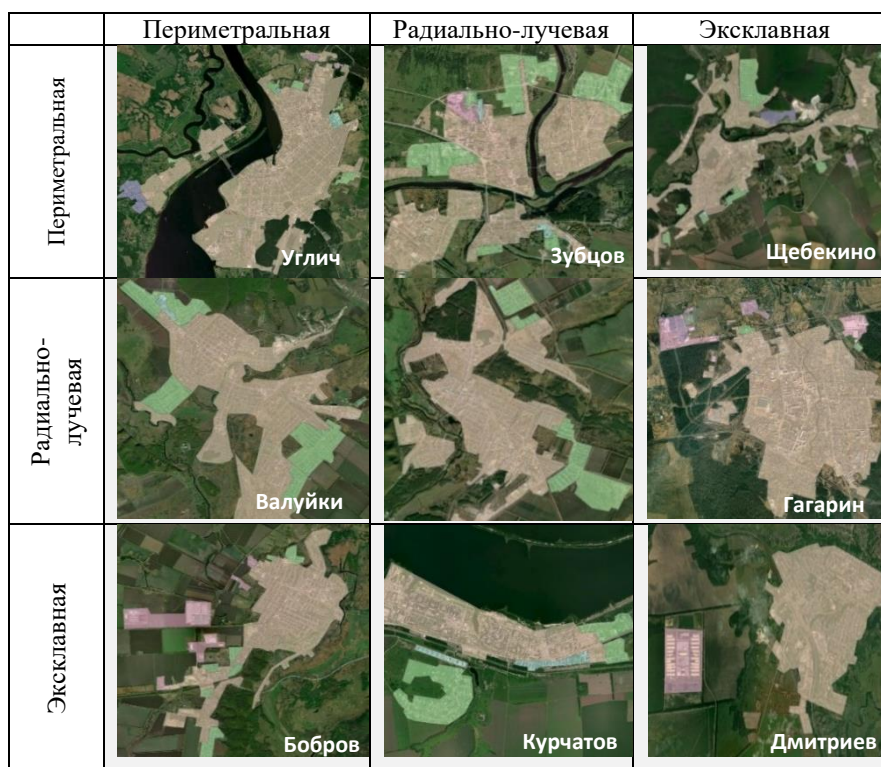 Периметральная Радиально-лучевая Эксклавная
Периметральная
Углич Зубцов Щебекино
Радиально-
лучевая
Валуйки Гагарин
Эксклавная
Бобров Курчатов Дмитриев